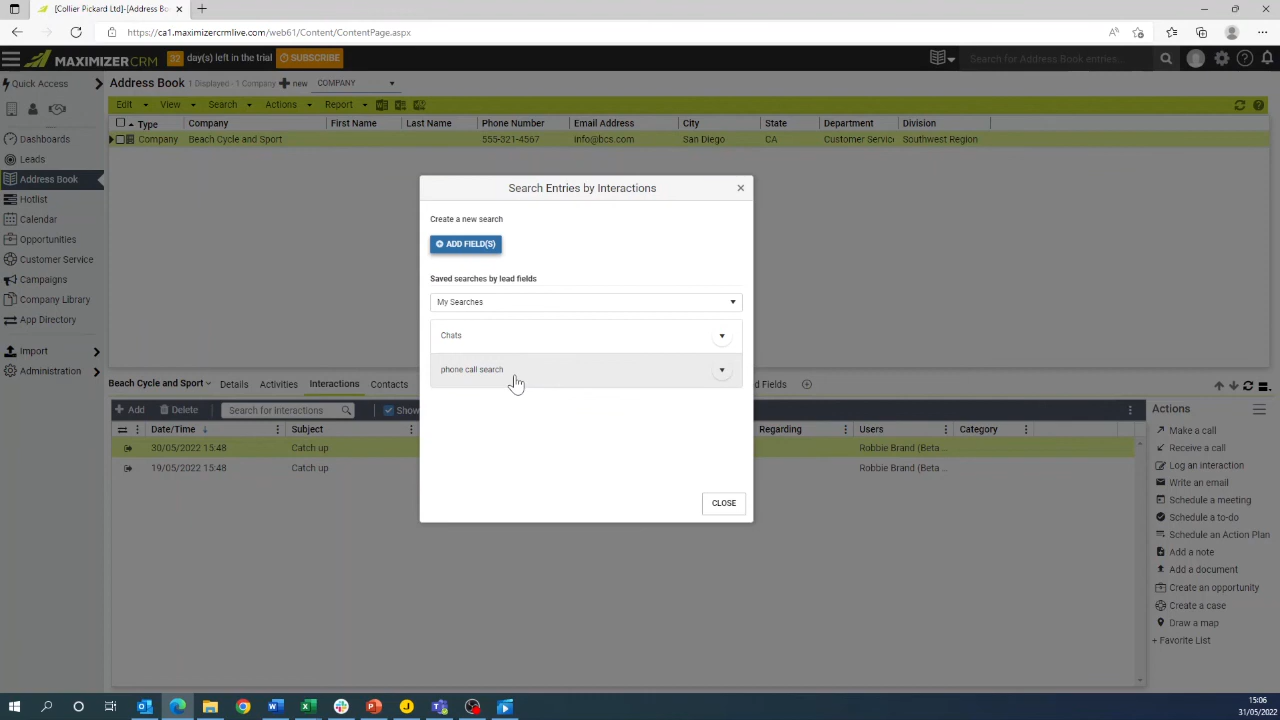 [Collier Pickard Ltd]-[Address Bo
https://ca1.maximizercrmlive.com/web61/Content/ContentPage.aspx
MAXIMIZERCRM 32 day(s) left in the trial SUBSCRIBE Search for Address Book entries...
Quick Access
Address Book 1 Displayed - 1 Company new COMPANY
Edit View Search Actions Report
Type Company First Name Last Name Phone Number Email Address City State Department Division
Company Beach Cycle and Sport 555-321-4567 info@bcs.com San Diego CA Customer Servic Southwest Region
Dashboards
Leads
Address Book
Hotlist
Calendar
Opportunities
Customer Service
Campaigns
Company Library
App Directory
Import
Administration
Search Entries by Interactions
Create a new search
ADD FIELD(S)
Saved searches by lead fields
My Searches
Chats
phone call search
CLOSE
Beach Cycle and Sport Details Activities Interactions Contacts d Fields
Add Delete Search for Interactions Show
Date/Time Subject Regarding Users Category
30/05/2022 15:48 Catch up Robbie Brand (Beta ...
19/05/2022 15:48 Catch up Robbie Brand (Beta ...
Actions
Make a call
Receive a call
Log an interaction
Write an email
Schedule a meeting
Schedule a to-do
Schedule an Action Plan
Add a note
Add a document
Create an opportunity
Create a case
Draw a map
+ Favorite List
15:06
31/05/2022